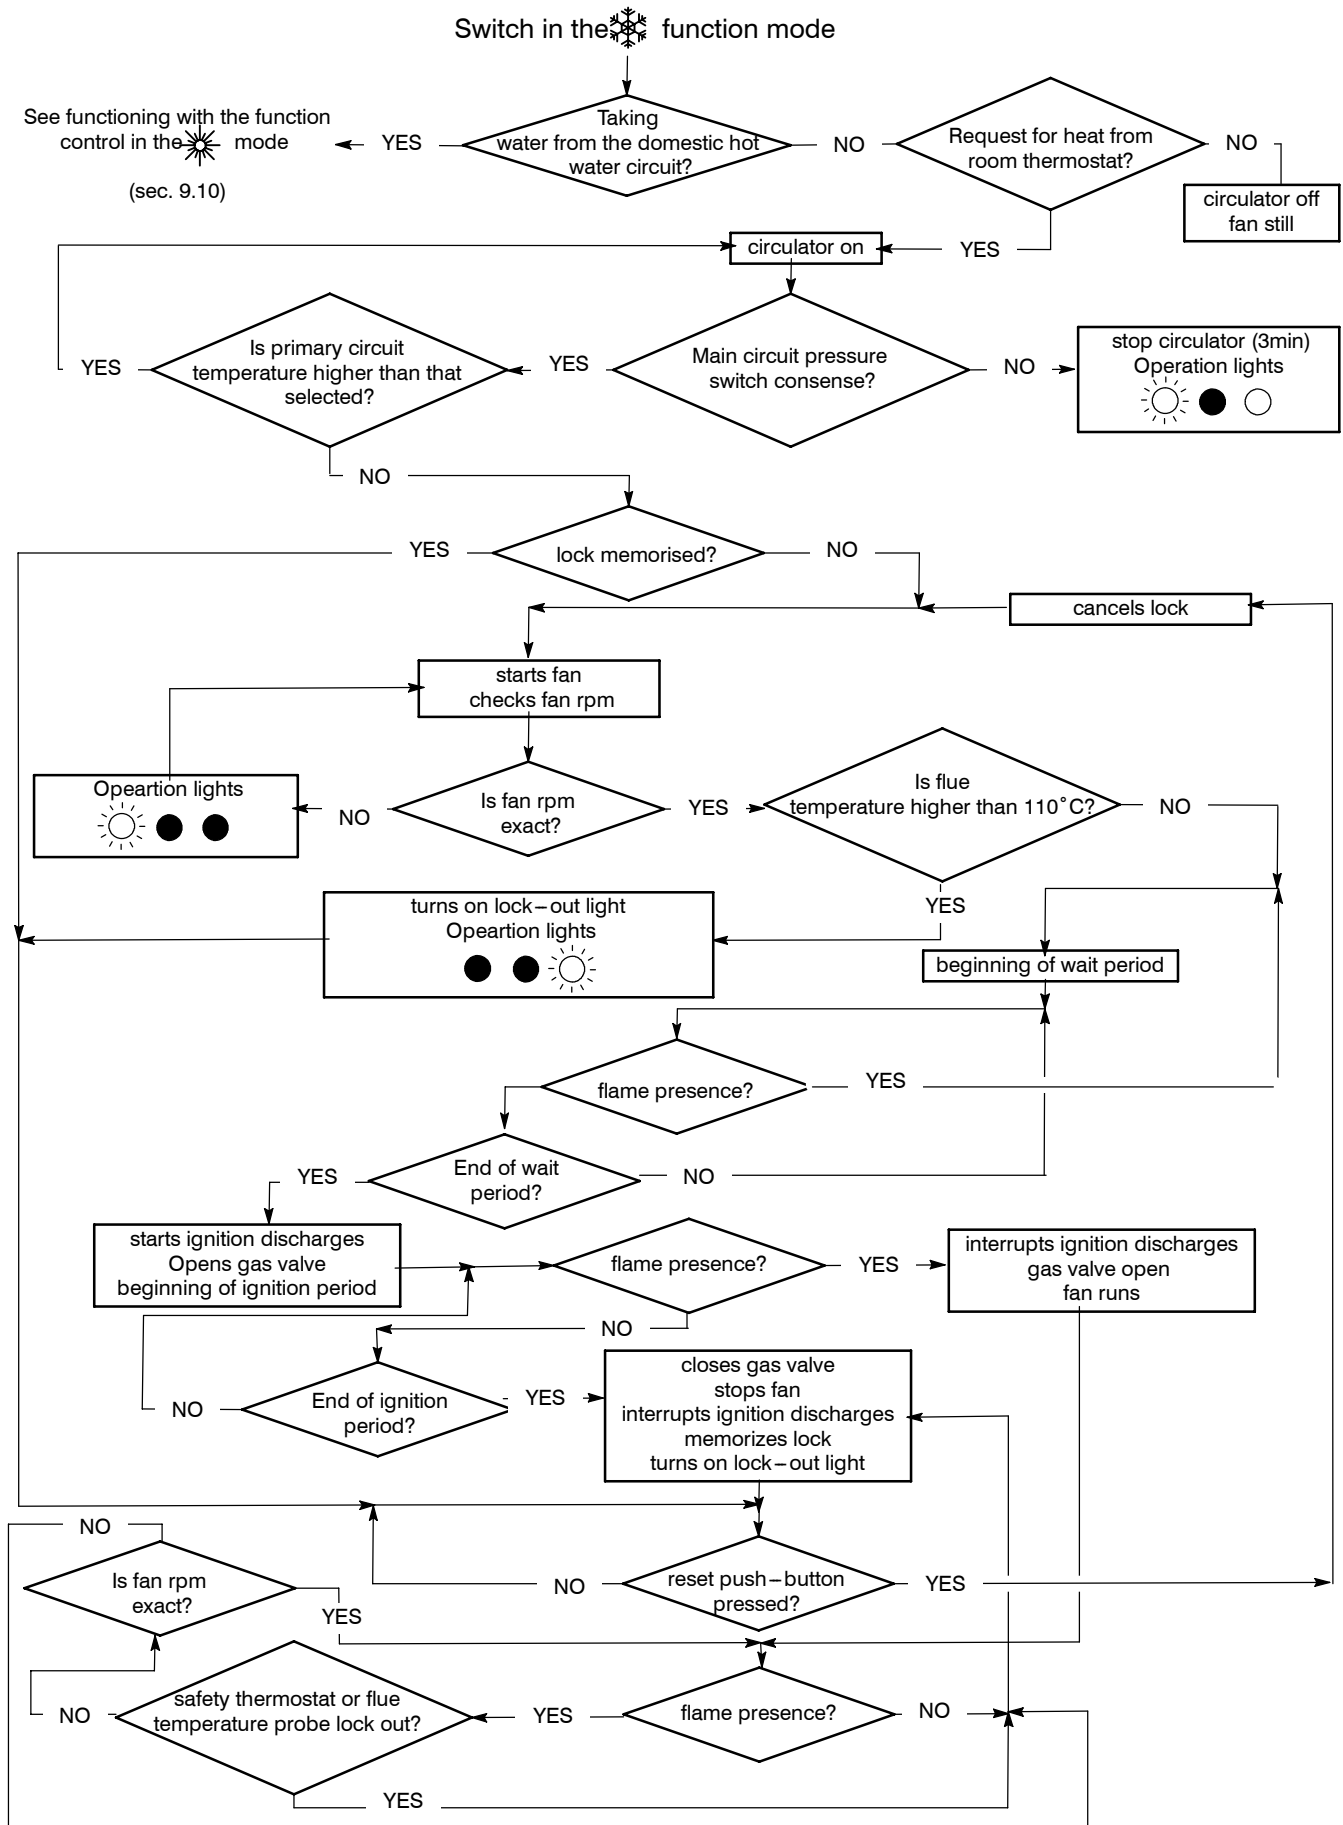 Switch in the function mode
Taking
water from the domestic hot
water circuit?
YES
See functioning with the function
control in the mode
(sec. 9.10)
NO
Request for heat from
room thermostat?
NO
circulator off
fan still
YES
circulator on
Main circuit pressure
switch consense?
NO
stop circulator (3min)
Operation lights
YES
Is primary circuit
temperature higher than that
selected?
YES
NO
lock memorised?
YES
NO
cancels lock
starts fan
checks fan rpm
Is fan rpm
exact?
NO
Opeartion lights
YES
Is flue
temperature higher than 110°C?
NO
YES
turns on lock-out light
Opeartion lights
beginning of wait period
flame presence?
YES
End of wait
period?
NO
YES
starts ignition discharges
Opens gas valve
beginning of ignition period
flame presence?
YES
interrupts ignition discharges
gas valve open
fan runs
NO
End of ignition
period?
NO
YES
closes gas valve
stops fan
interrupts ignition discharges
memorizes lock
turns on lock-out light
reset push-button
pressed?
NO
YES
NO
Is fan rpm
exact?
YES
safety thermostat or flue
temperature probe lock out?
NO
YES
flame presence?
NO
YES